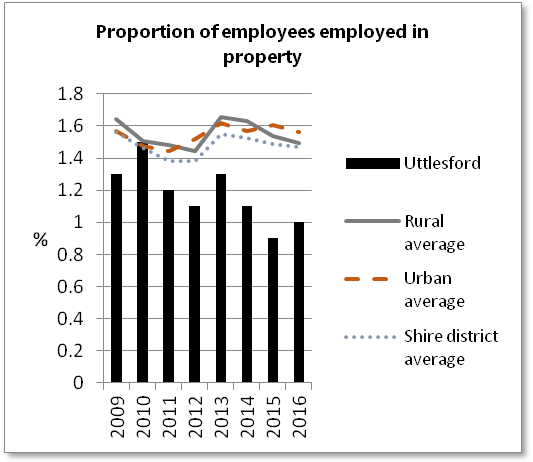 Proportion of employees employed in
property
1.8
1.6
1.4
1.2
1
0.8
0.6
0.4
0.2
0
%
2009
2010
2011
2012
2013
2014
2015
2016
Uttlesford
Rural
average
Urban
average
Shire district
average